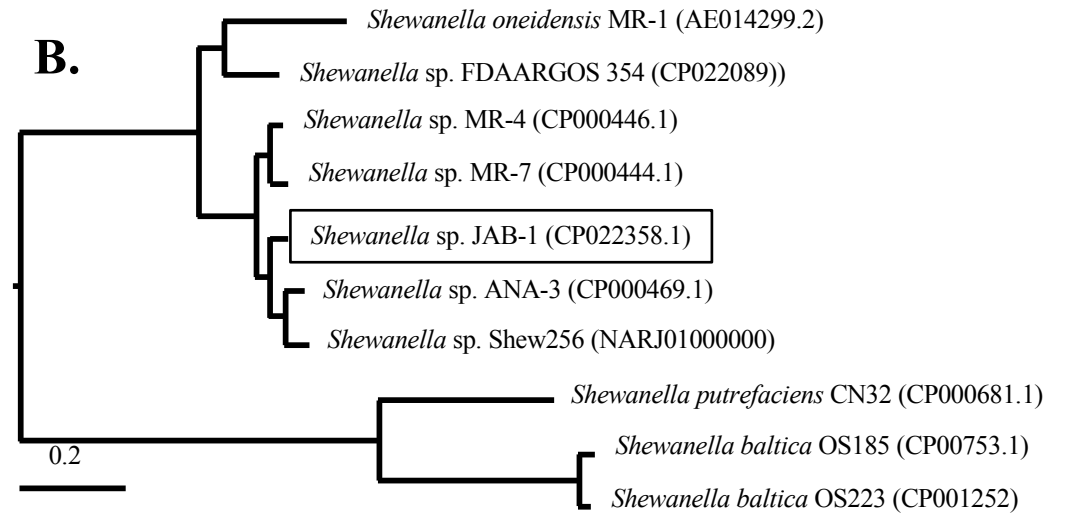 B.
Shewanella oneidensis MR-1 (AE014299.2)
Shewanella sp. FDAARGOS 354 (CP022089))
Shewanella sp. MR-4 (CP000446.1)
Shewanella sp. MR-7 (CP000444.1)
Shewanella sp. JAB-1 (CP022358.1)
Shewanella sp. ANA-3 (CP000469.1)
Shewanella sp. Shew256 (NARJ01000000)
Shewanella putrefaciens CN32 (CP000681.1)
Shewanella baltica OS185 (CP00753.1)
0.2
Shewanella baltica OS223 (CP001252)